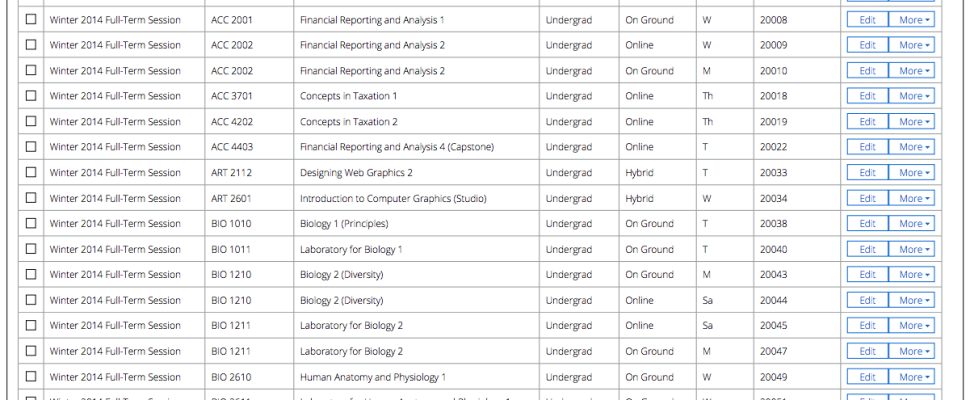 Winter 2014 Full-Term Session ACC 2001 Financial Reporting and Analysis 1 Undergrad On Ground W 20008 Edit More
Winter 2014 Full-Term Session ACC 2002 Financial Reporting and Analysis 2 Undergrad Online W 20009 Edit More
Winter 2014 Full-Term Session ACC 2002 Financial Reporting and Analysis 2 Undergrad On Ground M 20010 Edit More
Winter 2014 Full-Term Session ACC 3701 Concepts in Taxation 1 Undergrad Online Th 20018 Edit More
Winter 2014 Full-Term Session ACC 4202 Concepts in Taxation 2 Undergrad Online Th 20019 Edit More
Winter 2014 Full-Term Session ACC 4403 Financial Reporting and Analysis 4 (Capstone) Undergrad Online T 20022 Edit More
Winter 2014 Full-Term Session ART 2112 Designing Web Graphics 2 Undergrad Hybrid T 20033 Edit More
Winter 2014 Full-Term Session ART 2601 Introduction to Computer Graphics (Studio) Undergrad Hybrid W 20034 Edit More
Winter 2014 Full-Term Session BIO 1010 Biology 1 (Principles) Undergrad On Ground T 20038 Edit More
Winter 2014 Full-Term Session BIO 1011 Laboratory for Biology 1 Undergrad On Ground T 20040 Edit More
Winter 2014 Full-Term Session BIO 1210 Biology 2 (Diversity) Undergrad On Ground M 20043 Edit More
Winter 2014 Full-Term Session BIO 1210 Biology 2 (Diversity) Undergrad Online Sa 20044 Edit More
Winter 2014 Full-Term Session BIO 1211 Laboratory for Biology 2 Undergrad Online Sa 20045 Edit More
Winter 2014 Full-Term Session BIO 1211 Laboratory for Biology 2 Undergrad On Ground M 20047 Edit More
Winter 2014 Full-Term Session BIO 2610 Human Anatomy and Physiology 1 Undergrad On Ground W 20049 Edit More